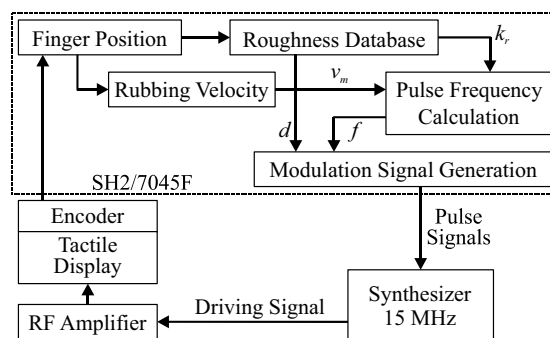 Finger Position
Roughness Database
k_r
Rubbing Velocity
v_m
Pulse Frequency
Calculation
d
f
Modulation Signal Generation
SH2/7045F
Encoder
Tactile
Display
Pulse
Signals
Synthesizer
15 MHz
Driving Signal
RF Amplifier